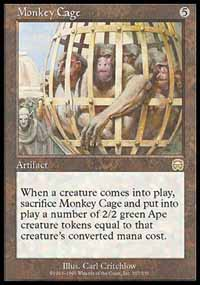 Monkey Cage
5
Artifact
When a creature comes into play,
sacrifice Monkey Cage and put into
play a number of 2/2 green Ape
creature tokens equal to that
creature's converted mana cost.
Illus. Carl Critchlow